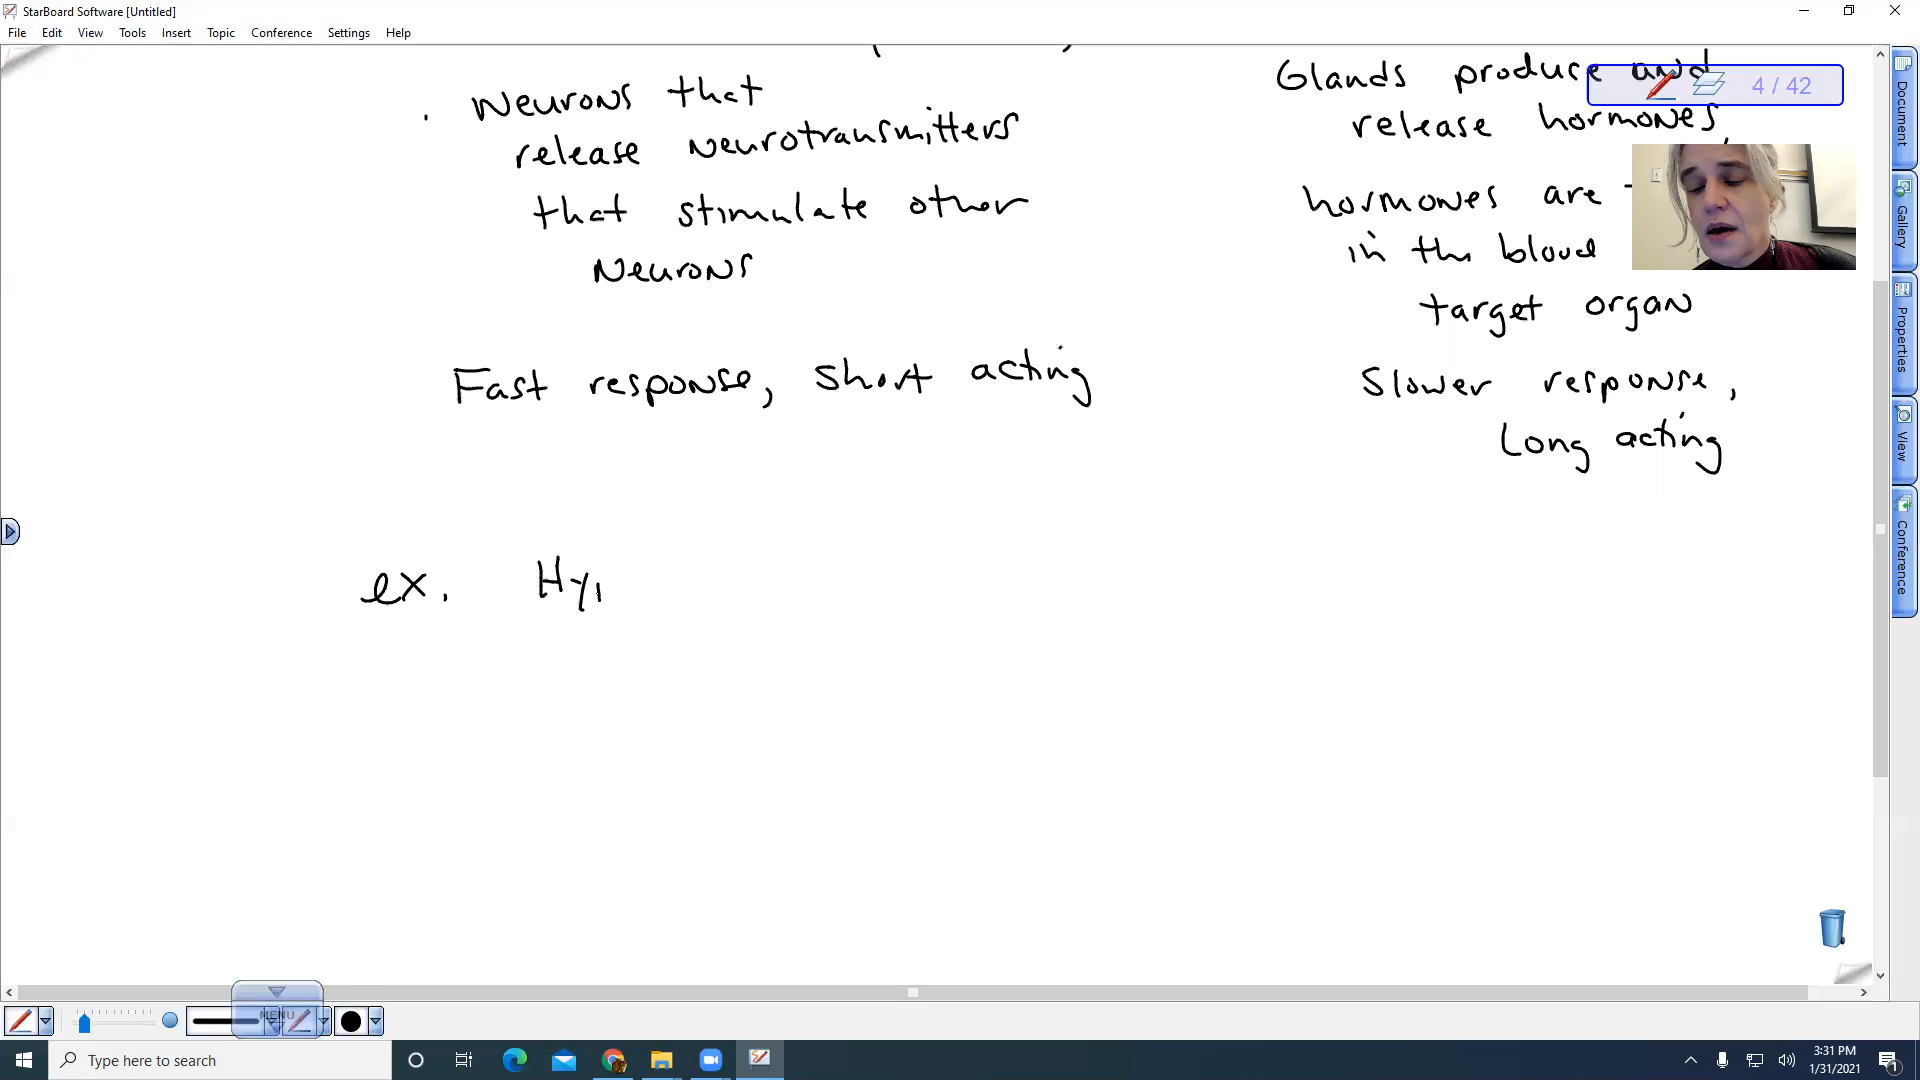 StarBoard Software [Untitled]
File Edit View Tools Insert Topic Conference Settings Help
Neurons that
release neurotransmitters
that stimulate other
Neurons
Fast response, short acting
Glands produce and
release hormones,
hormones are
in the blood
target organ
Slower response,
Long acting
ex. Hy
4 / 42
Document
Gallery
Properties
View
Conference
MENU
Type here to search
3:31 PM
1/31/2021
1